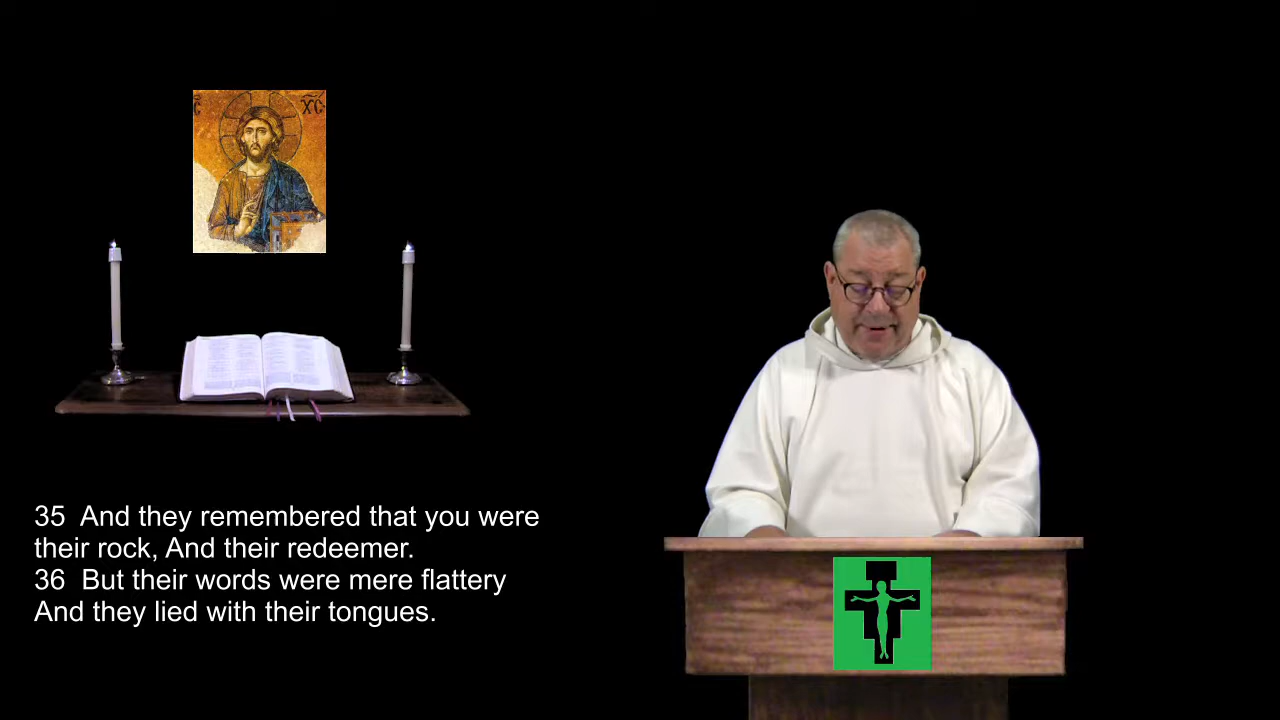 XC
35  And they remembered that you were
their rock, And their redeemer.
36  But their words were mere flattery
And they lied with their tongues.